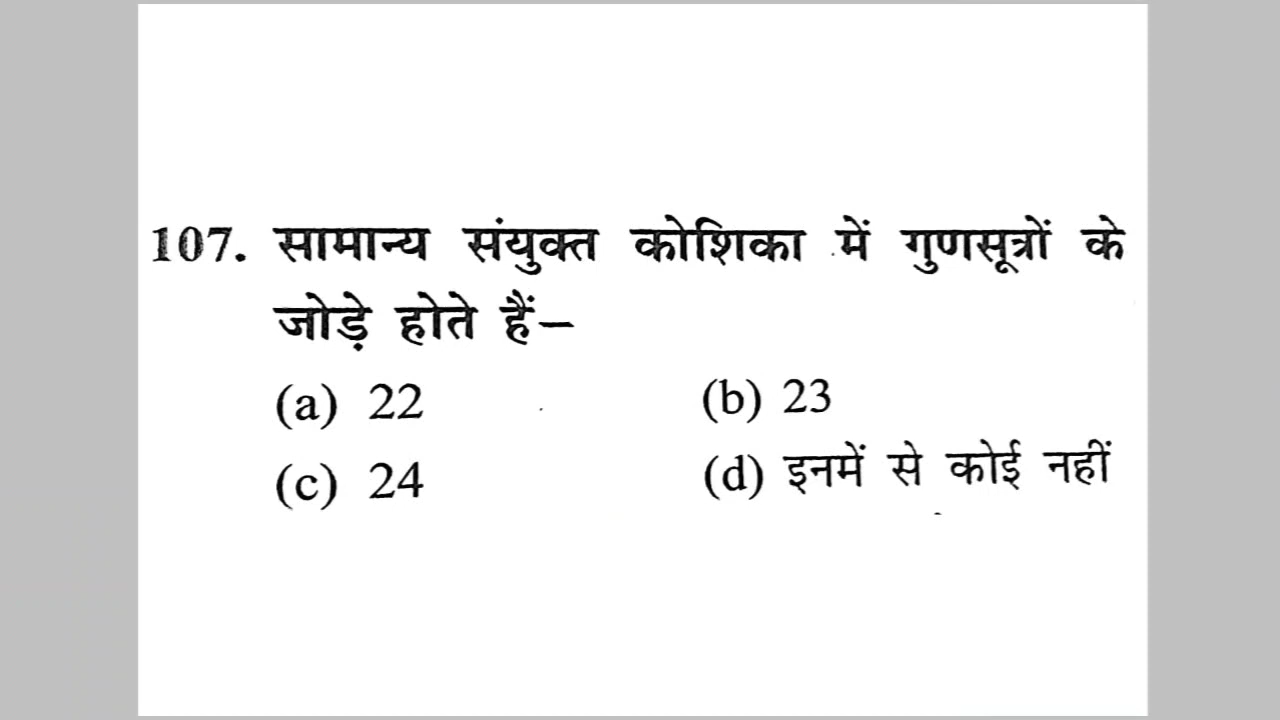 107. सामान्य संयुक्त कोशिका में गुणसूत्रों के
जोड़े होते हैं–
(a) 22 (b) 23
(c) 24 (d) इनमें से कोई नहीं